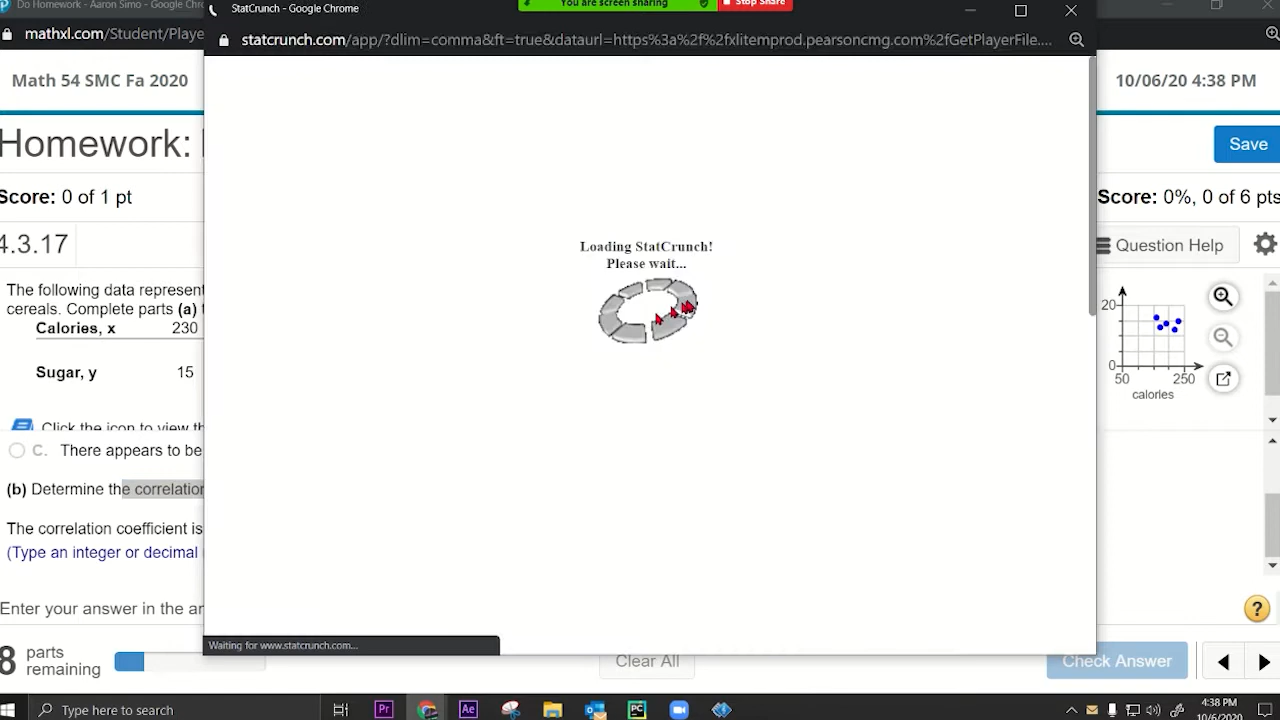 Do Homework - Aaron Simo - Google Chro
StatCrunch - Google Chrome
You are screen sharing
Stop Share
mathxl.com/Student/Playe
statcrunch.com/app/?dlim=comma&ft=true&dataurl=https%3a%2f%2fxlitemprod.pearsoncmg.com%2fGetPlayerFile....
Math 54 SMC Fa 2020
10/06/20 4:38 PM
Homework:
Save
Score: 0 of 1 pt
Score: 0%, 0 of 6 pts
4.3.17
Question Help
Loading StatCrunch!
Please wait...
The following data represent
cereals. Complete parts (a)
Calories, x 230
Sugar, y 15
20
0
50 250
calories
Click the icon to view th
C. There appears to be
(b) Determine the correlation
The correlation coefficient is
(Type an integer or decimal
Enter your answer in the an
?
Waiting for www.statcrunch.com...
8 parts
remaining
Clear All
Check Answer
Type here to search
Pr
Ae
PC
4:38 PM
10/6/2020